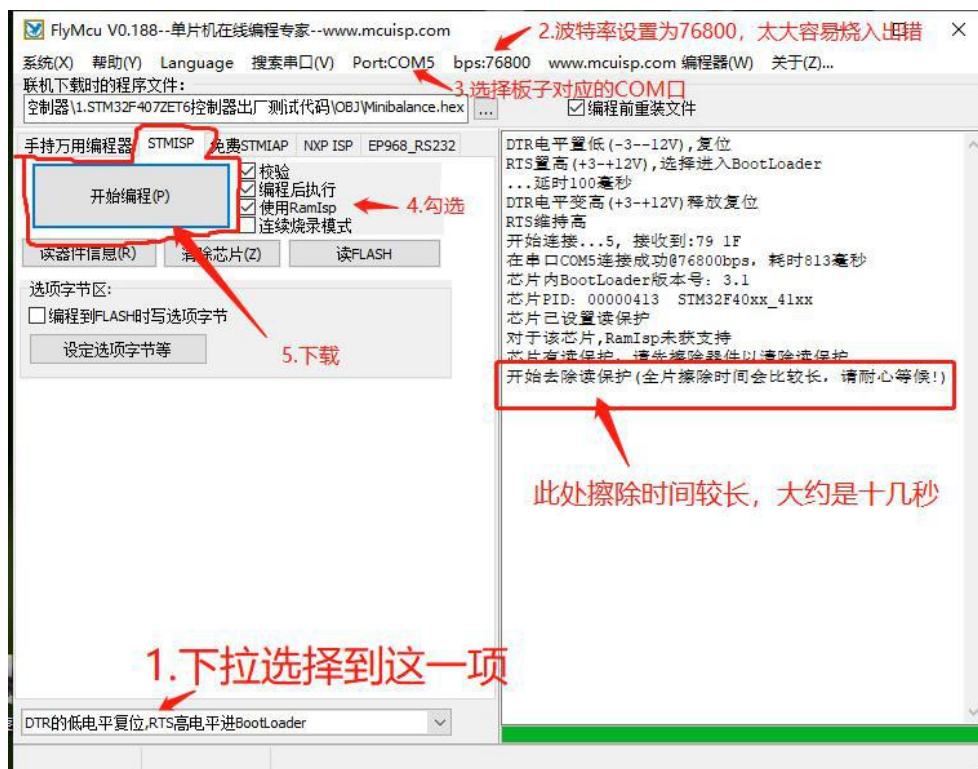 FlyMcu V0.188--单片机在线编程专家--www.mcuisp.com
2.波特率设置为76800，太大容易烧入出错
系统(X) 帮助(Y) Language 搜索串口(V) Port:COM5 bps:76800 www.mcuisp.com 编程器(W) 关于(Z)...
联机下载时的程序文件:
3.选择板子对应的COM口
空制器\1.STM32F407ZET6控制器出厂测试代码\OBJ\Minibalance.hex ... 编程前重装文件
手持万用编程器 STMISP 免费STMIAP NXP ISP EP968_RS232
开始编程(P)
校验
编程后执行
使用RamIsp
连续烧录模式
4.勾选
读器件信息(R) 清除芯片(Z) 读FLASH
选项字节区:
编程到FLASH时写选项字节
设定选项字节等
5.下载
DTR电平置低(-3--12V),复位
RTS置高(+3-+12V),选择进入BootLoader
...延时100毫秒
DTR电平变高(+3-+12V)释放复位
RTS维持高
开始连接...5, 接收到:79 1F
在串口COM5连接成功@76800bps, 耗时813毫秒
芯片内BootLoader版本号: 3.1
芯片PID: 00000413 STM32F40xx_41xx
芯片已设置读保护
对于该芯片,RamIsp未获支持
芯片有读保护, 请先擦除器件以清除读保护
开始去除读保护(全片擦除时间会比较长, 请耐心等候!)
此处擦除时间较长，大约是十几秒
1.下拉选择到这一项
DTR的低电平复位,RTS高电平进BootLoader